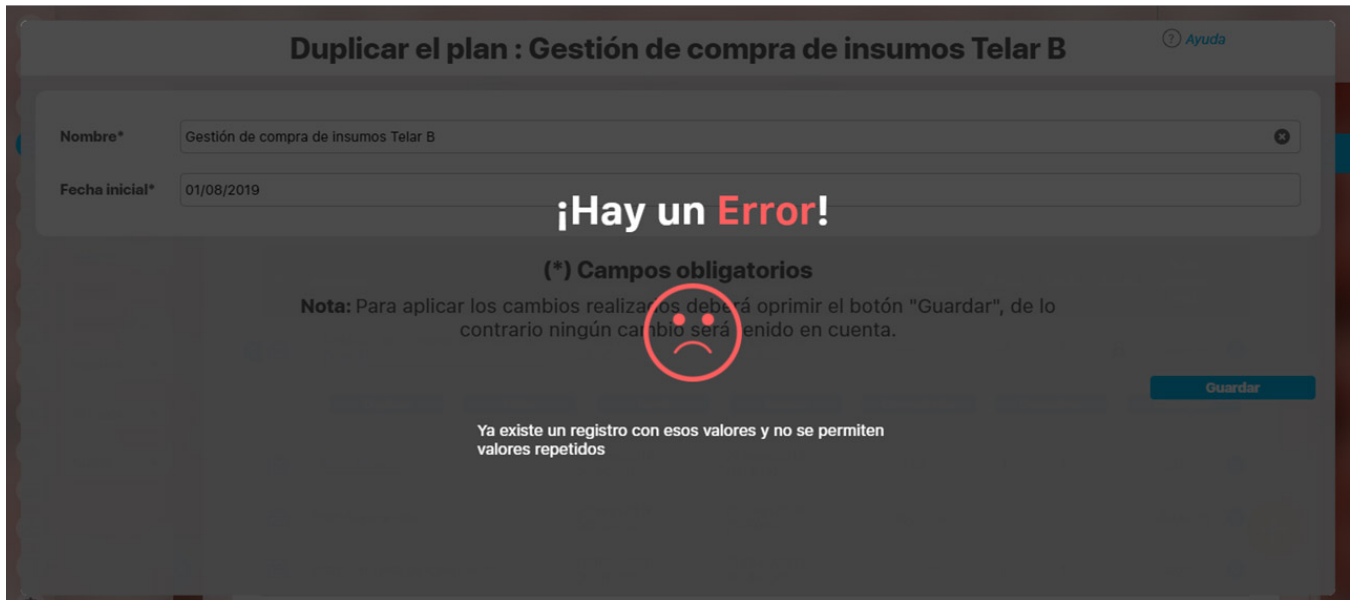 Duplicar el plan : Gestión de compra de insumos Telar B
? Ayuda
Nombre* Gestión de compra de insumos Telar B
Fecha inicial* 01/08/2019
¡Hay un Error!
(*) Campos obligatorios
Nota: Para aplicar los cambios realizados deberá oprimir el botón "Guardar", de lo
contrario ningún cambio será tenido en cuenta.
Guardar
Ya existe un registro con esos valores y no se permiten
valores repetidos